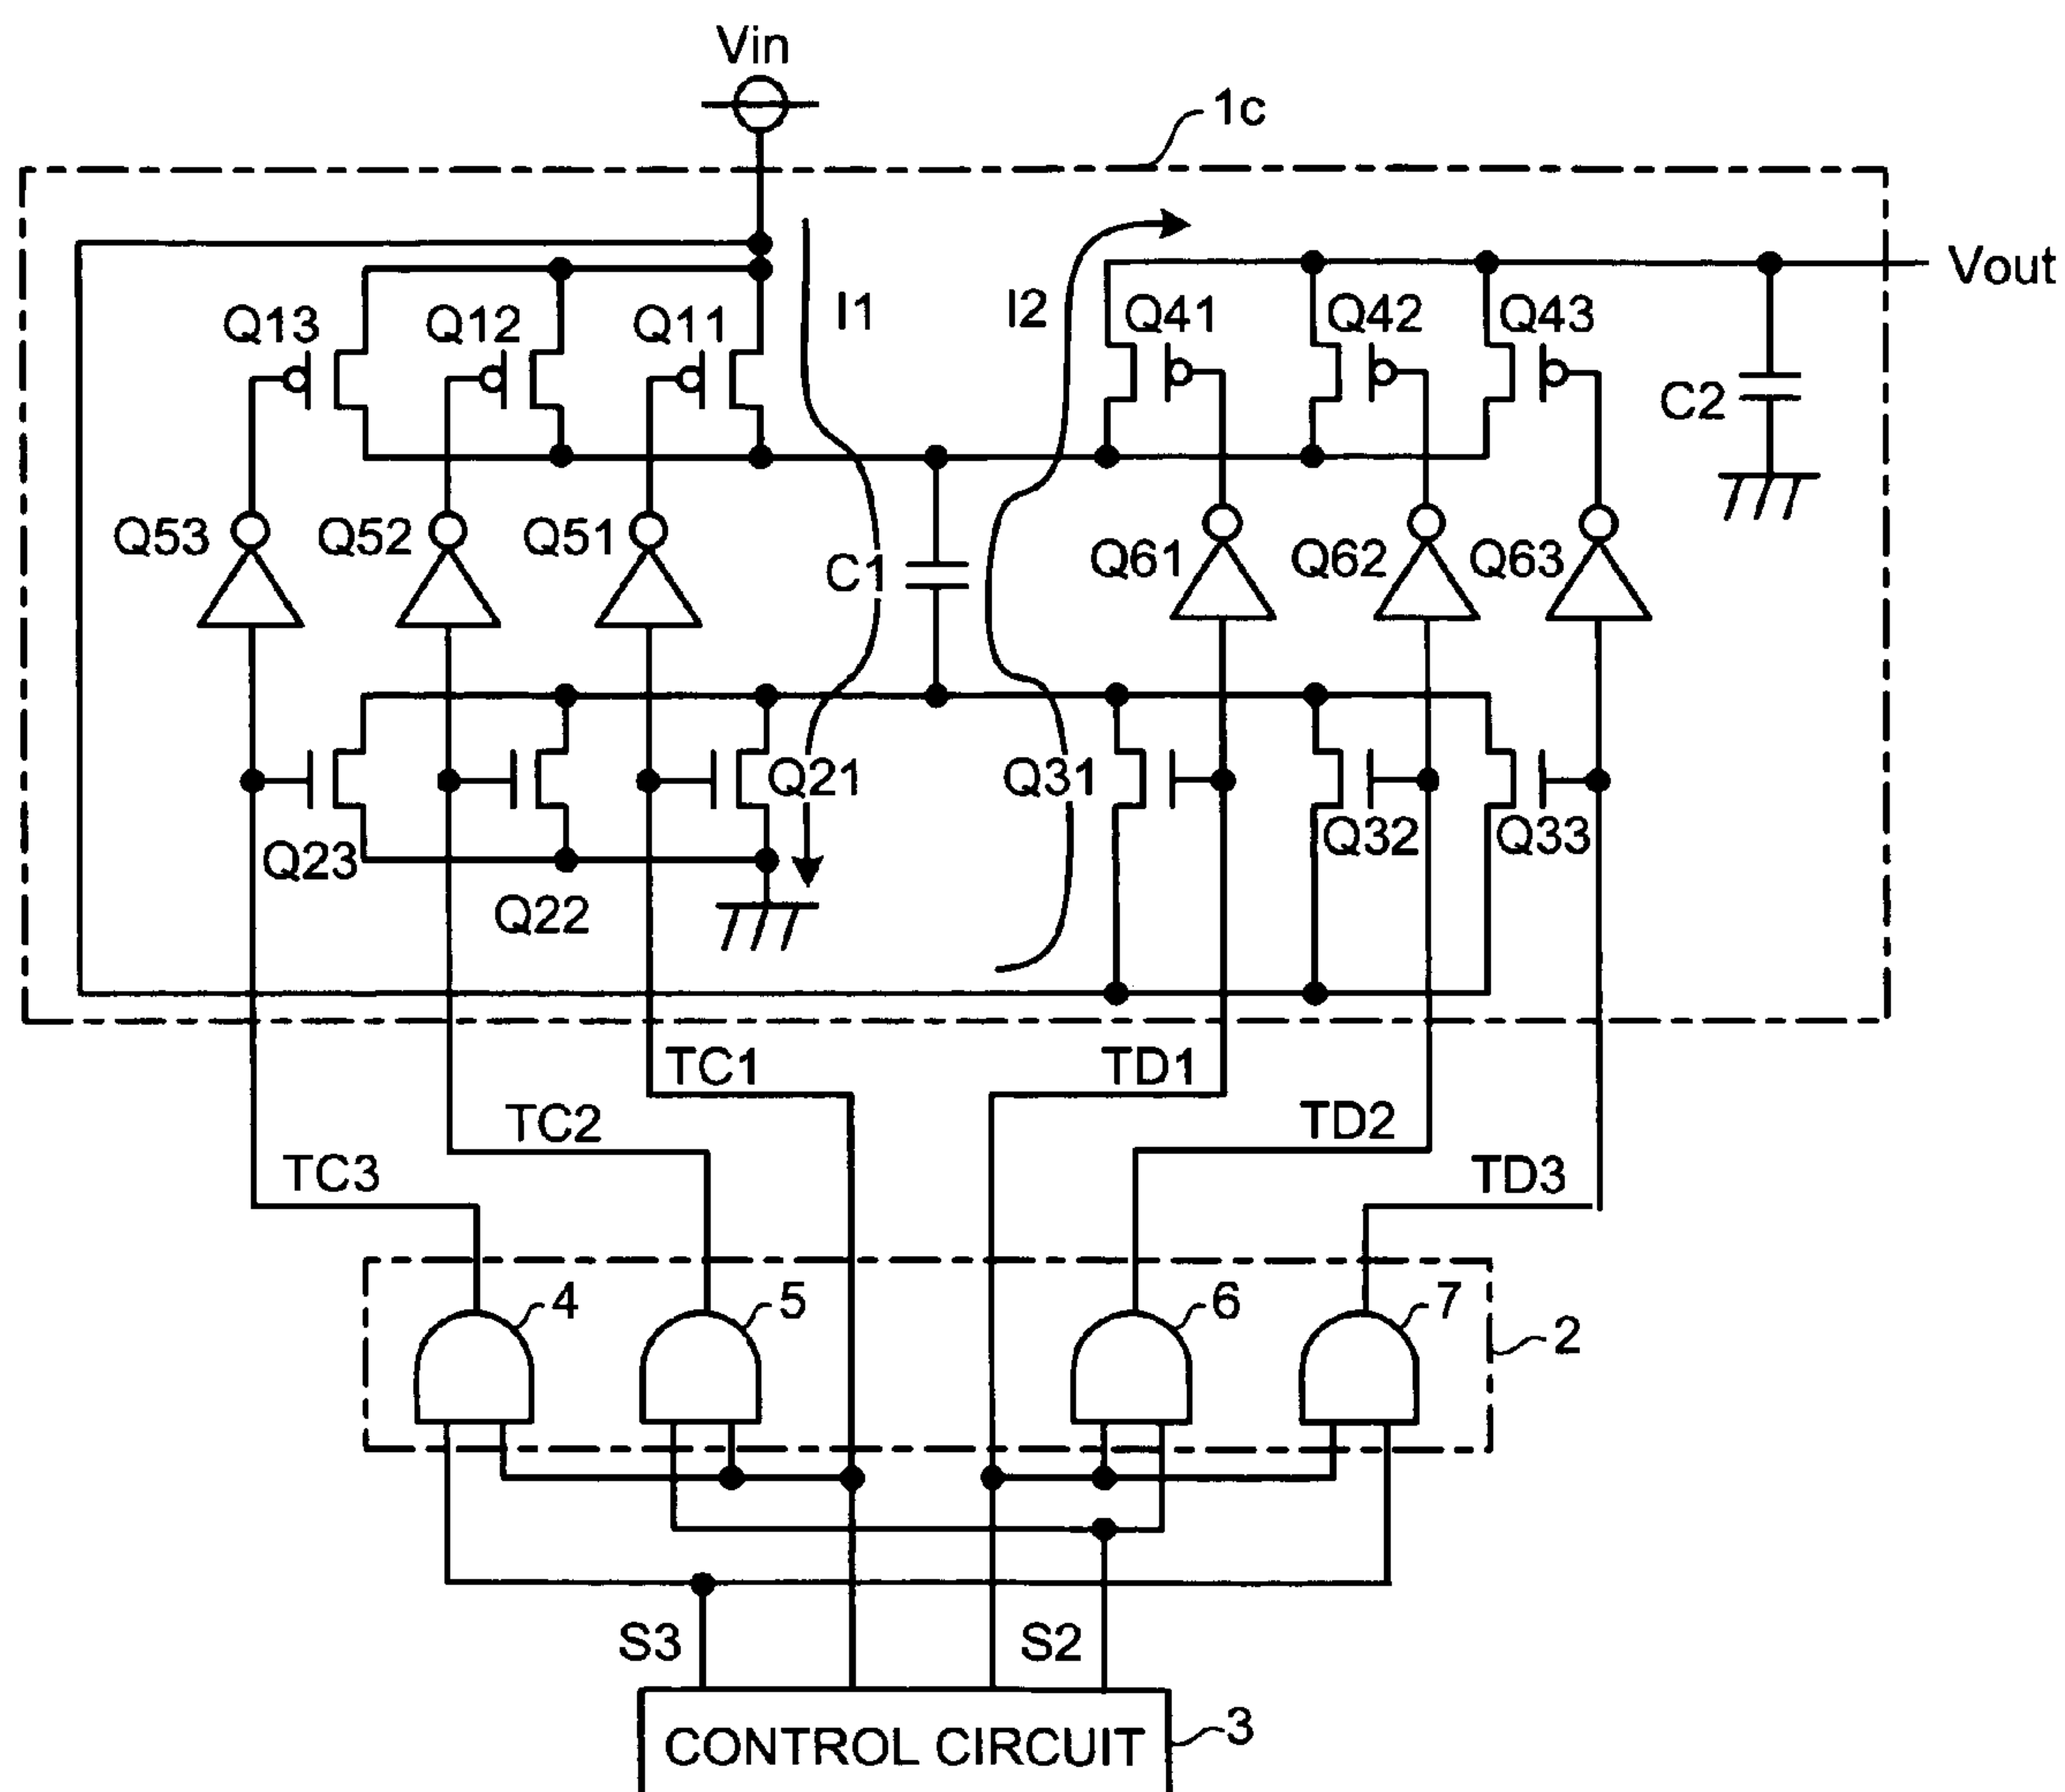 Vin
1c
Vout
I1
I2
Q13
Q12
Q11
Q41
Q42
Q43
C2
Q53
Q52
Q51
C1
Q61
Q62
Q63
Q21
Q31
Q23
Q32
Q33
Q22
TC1
TD1
TC2
TD2
TC3
TD3
4
5
6
7
2
S3
S2
CONTROL CIRCUIT
3